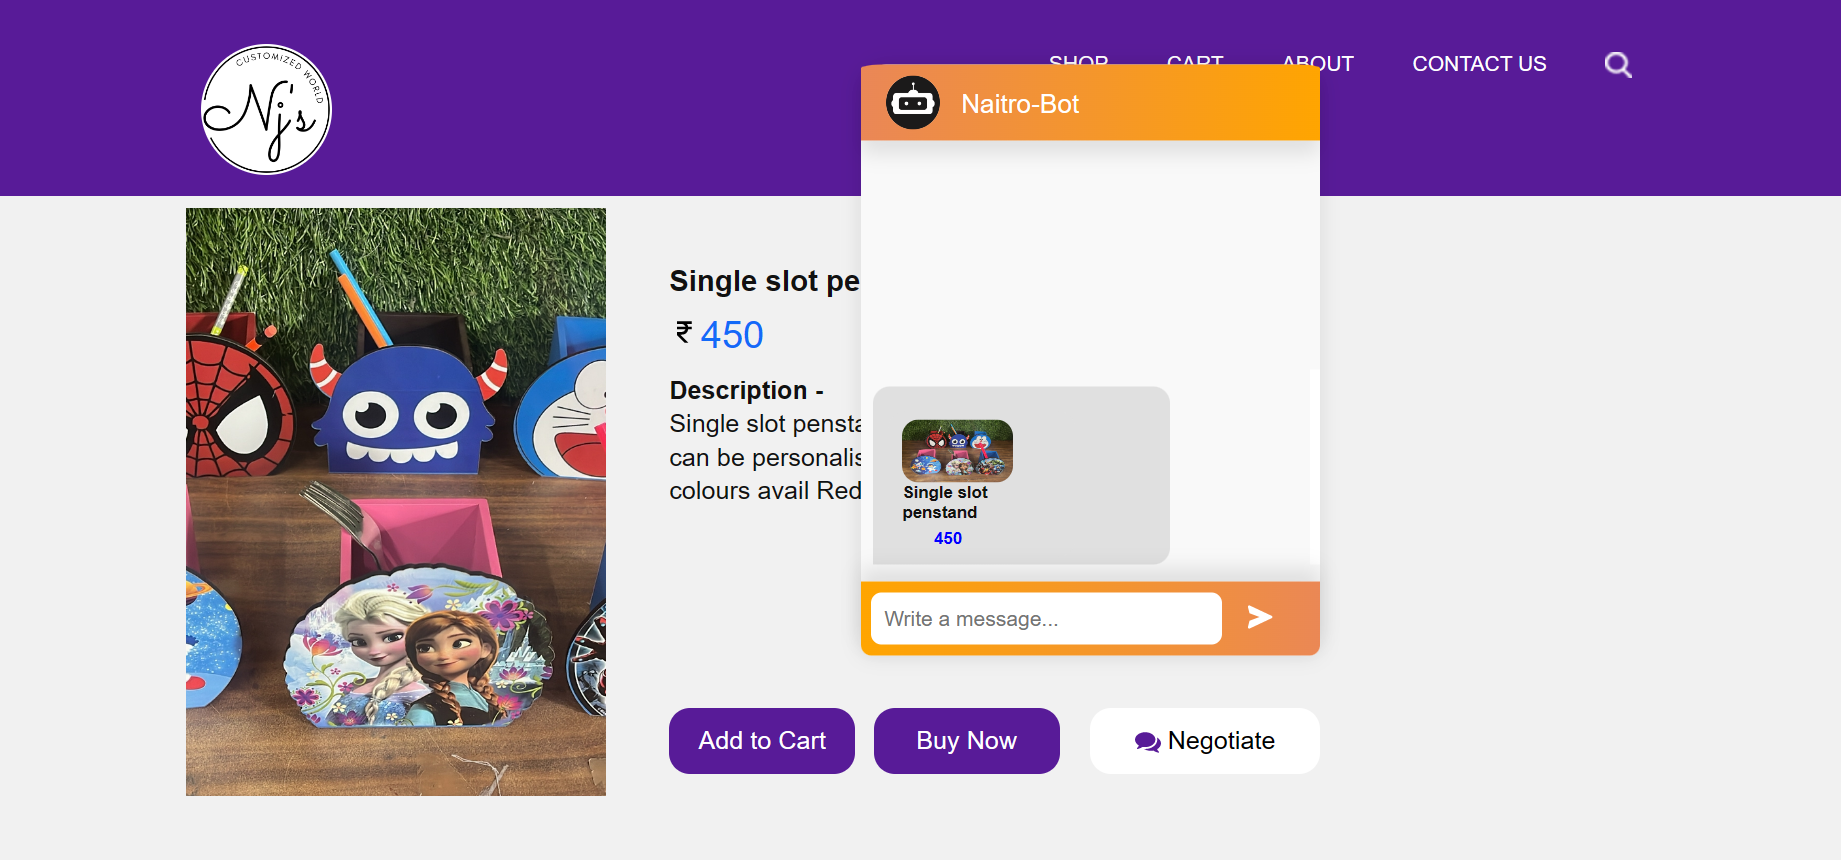 CUSTOMIZED WORLD
Nj's
SHOP
CART
ABOUT
CONTACT US
Naitro-Bot
Single slot pe
₹ 450
Description -
Single slot pensta
can be personalis
colours avail Red
Single slot
penstand
450
Write a message...
Add to Cart
Buy Now
Negotiate